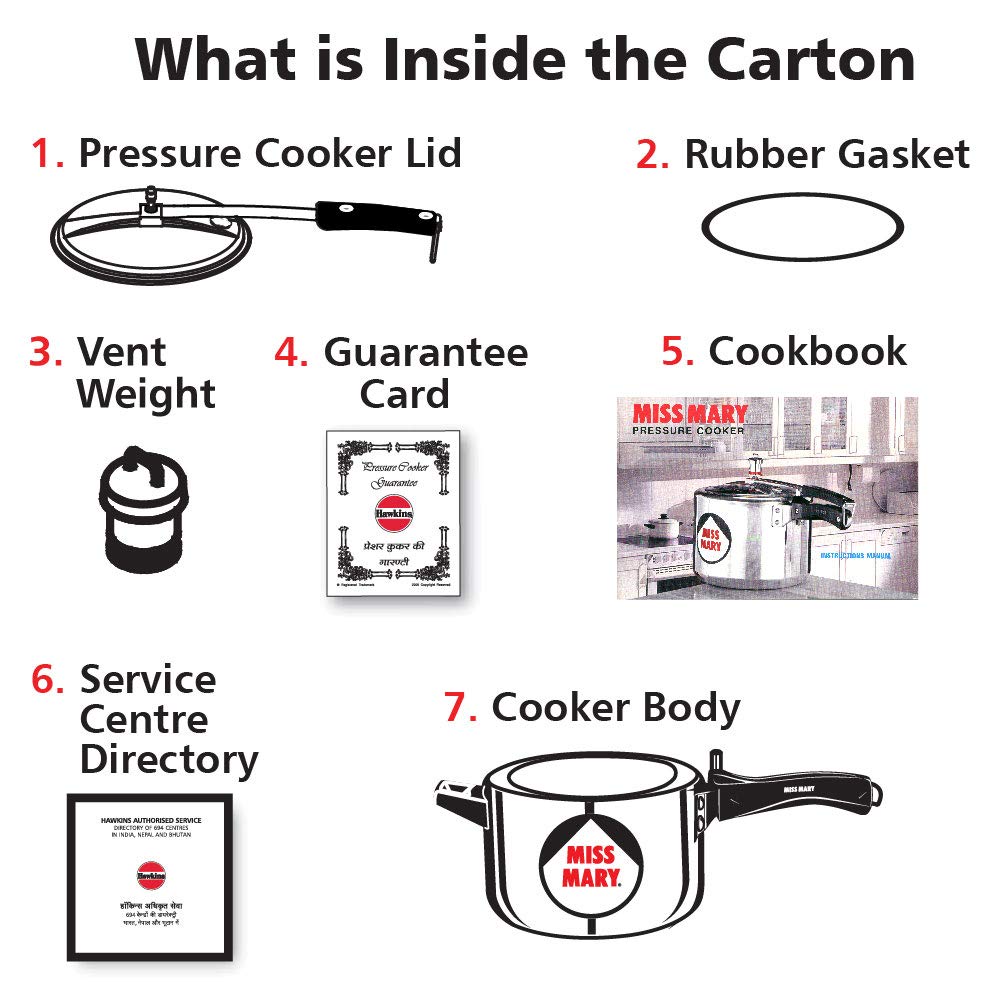 What is Inside the Carton
1. Pressure Cooker Lid
2. Rubber Gasket
3. Vent
Weight
4. Guarantee
Card
Pressure Cooker
Guarantee
Hawkins
प्रेशर कुकर की
गारण्टी
® Registered Trademark
2005 Copyright Reserved
5. Cookbook
MISS MARY
PRESSURE COOKER
MISS
MARY
INSTRUCTIONS MANUAL
6. Service
Centre
Directory
HAWKINS AUTHORISED SERVICE
DIRECTORY OF 694 CENTRES
IN INDIA, NEPAL AND BHUTAN
Hawkins
हॉकिन्स अधिकृत सेवा
694 केन्द्रों की डायरेक्ट्री
भारत, नेपाल और भूटान में
7. Cooker Body
MISS MARY
MISS
MARY.